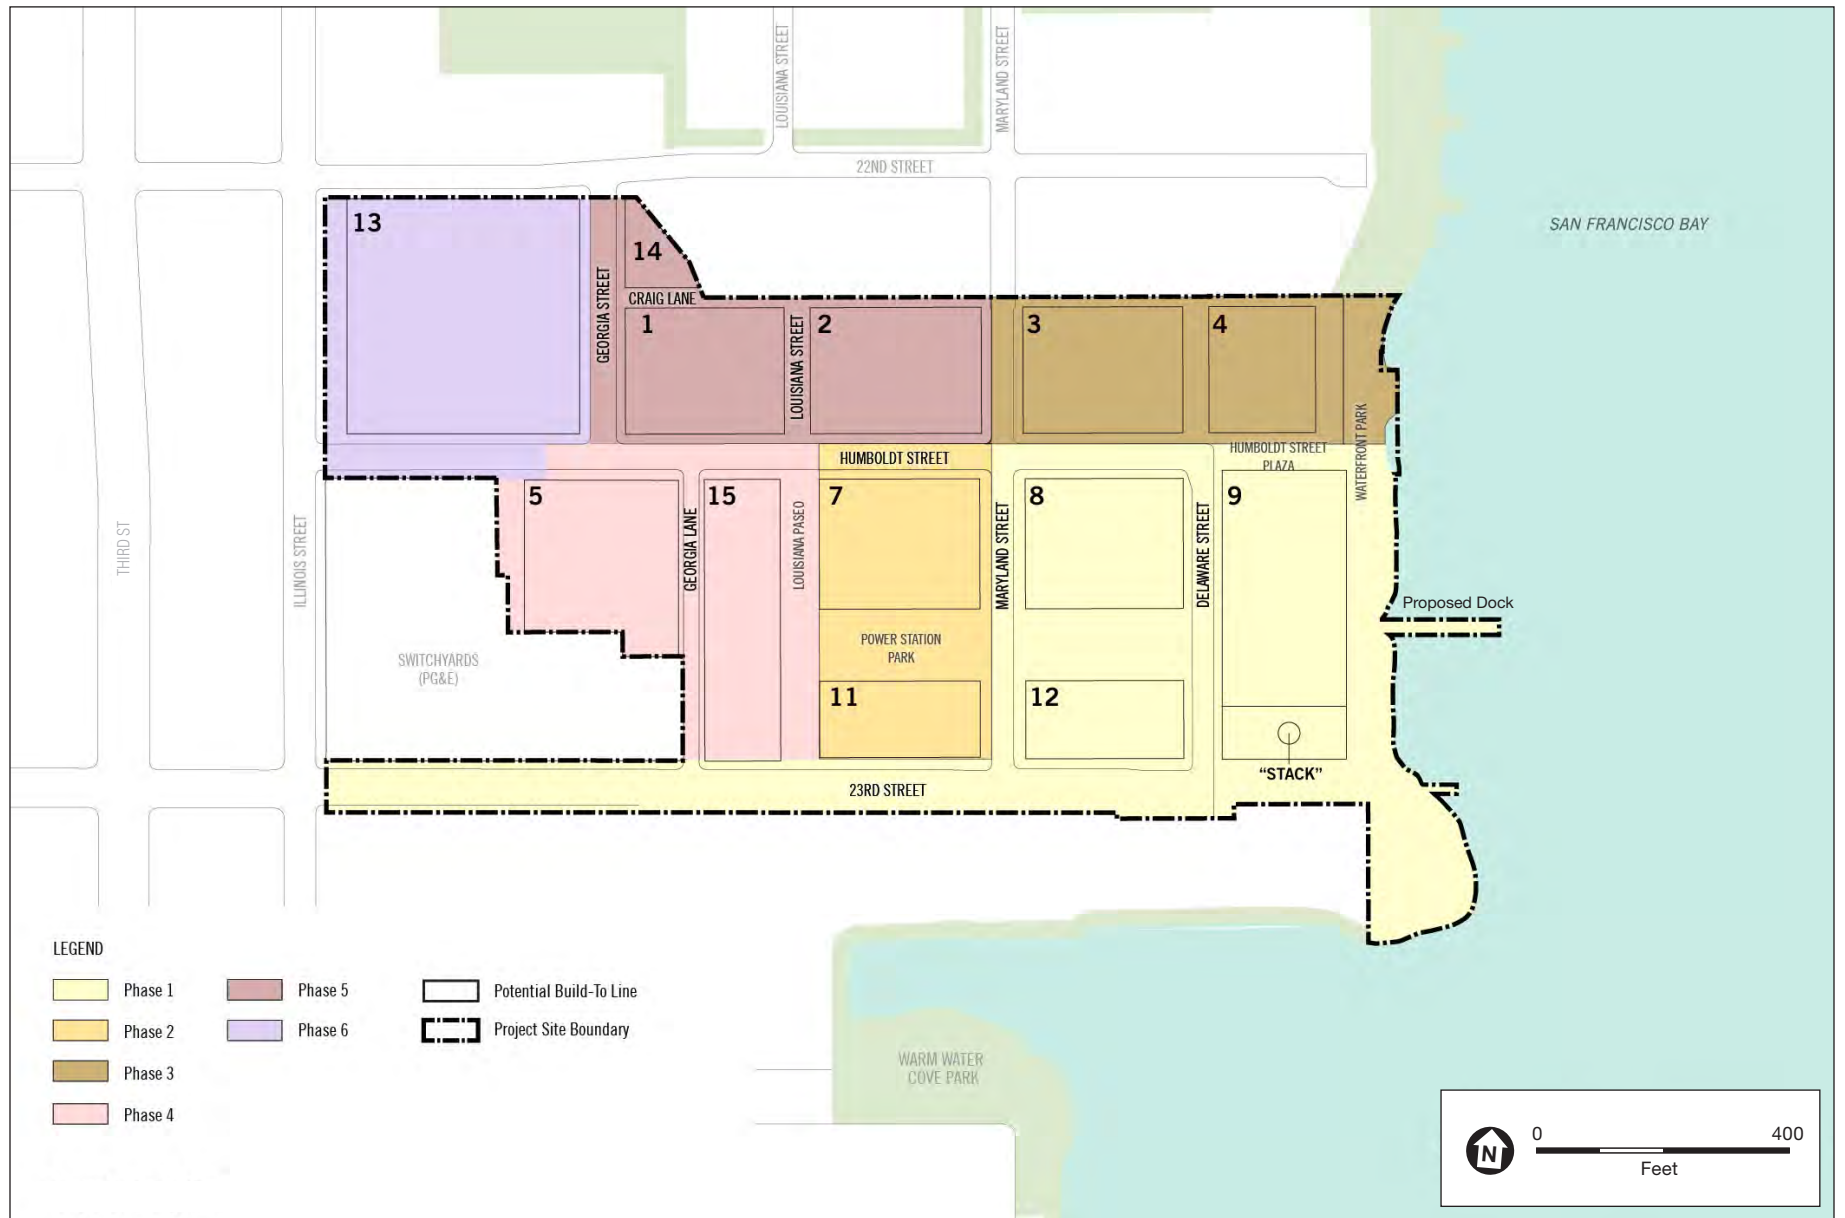 LOUISIANA STREET
MARYLAND STREET
22ND STREET
SAN FRANCISCO BAY
13
14
GEORGIA STREET
CRAIG LANE
1
LOUISIANA STREET
2
3
4
WATERFRONT PARK
HUMBOLDT STREET
HUMBOLDT STREET
PLAZA
THIRD ST
ILLINOIS STREET
5
GEORGIA LANE
15
LOUISIANA PASEO
7
MARYLAND STREET
8
DELAWARE STREET
9
Proposed Dock
SWITCHYARDS
(PG&E)
POWER STATION
PARK
11
12
"STACK"
23RD STREET
LEGEND
Phase 1
Phase 2
Phase 3
Phase 4
Phase 5
Phase 6
Potential Build-To Line
Project Site Boundary
WARM WATER
COVE PARK
N
0 400
Feet